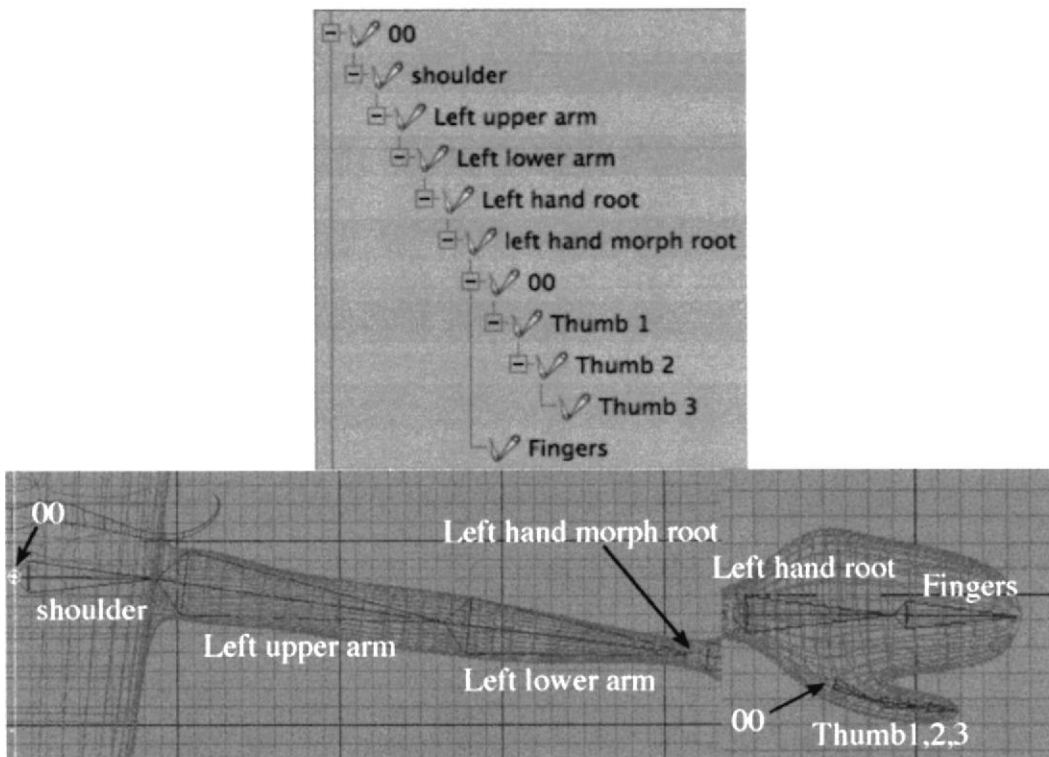 00
shoulder
Left upper arm
Left lower arm
Left hand root
left hand morph root
00
Thumb 1
Thumb 2
Thumb 3
Fingers
00
Left hand morph root
Left hand root
Fingers
shoulder
Left upper arm
Left lower arm
00
Thumb1,2,3